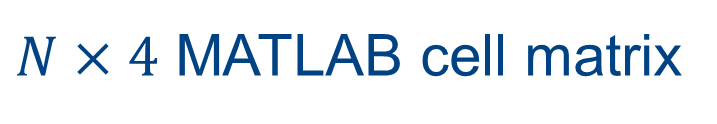 N × 4 MATLAB cell matrix